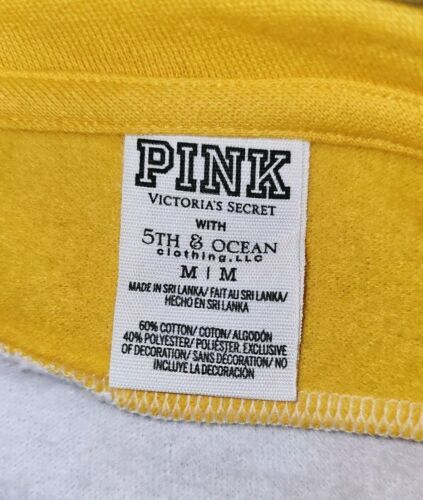 PINK
VICTORIA'S SECRET
WITH
5TH & OCEAN
clothing, LLC
M | M
MADE IN SRI LANKA/ FAIT AU SRI LANKA/
HECHO EN SRI LANKA
60% COTTON/ COTON/ ALGODÓN
40% POLYESTER/ POLIÉSTER. EXCLUSIVE
OF DECORATION/ SANS DÉCORATION/ NO
INCLUYE LA DECORACIÓN